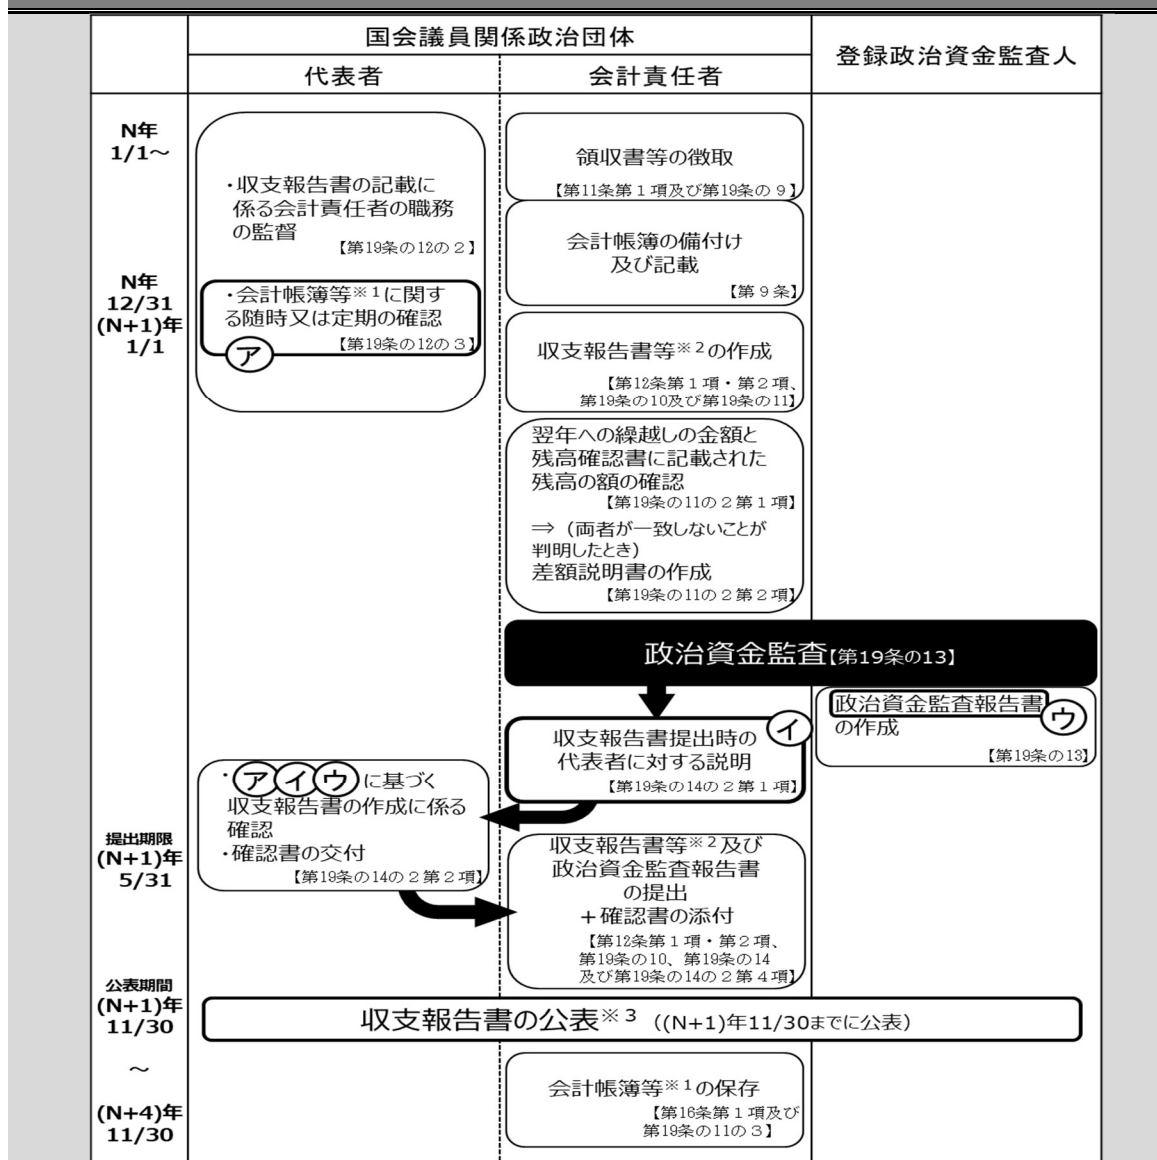 国会議員関係政治団体
登録政治資金監査人
代表者
会計責任者
N年
1/1～
・収支報告書の記載に
係る会計責任者の職務
の監督
【第19条の12の２】
領収書等の徴取
【第11条第１項及び第19条の９】
会計帳簿の備付け
及び記載
【第９条】
N年
12/31
(N+1)年
1/1
・会計帳簿等※1に関す
る随時又は定期の確認
【第19条の12の３】
ア
収支報告書等※2の作成
【第12条第１項・第２項、
第19条の10及び第19条の11】
翌年への繰越しの金額と
残高確認書に記載された
残高の額の確認
【第19条の11の２第１項】
⇒（両者が一致しないことが
判明したとき）
差額説明書の作成
【第19条の11の２第２項】
政治資金監査【第19条の13】
政治資金監査報告書
の作成
ウ
【第19条の13】
収支報告書提出時の
代表者に対する説明
イ
【第19条の14の２第１項】
・アイウに基づく
収支報告書の作成に係る
確認
・確認書の交付
【第19条の14の２第２項】
提出期限
(N+1)年
5/31
収支報告書等※2及び
政治資金監査報告書
の提出
＋確認書の添付
【第12条第１項・第２項、
第19条の10、第19条の14
及び第19条の14の２第４項】
公表期間
(N+1)年
11/30
～
(N+4)年
11/30
収支報告書の公表※3（(N+1)年11/30までに公表）
会計帳簿等※1の保存
【第16条第１項及び
第19条の11の３】